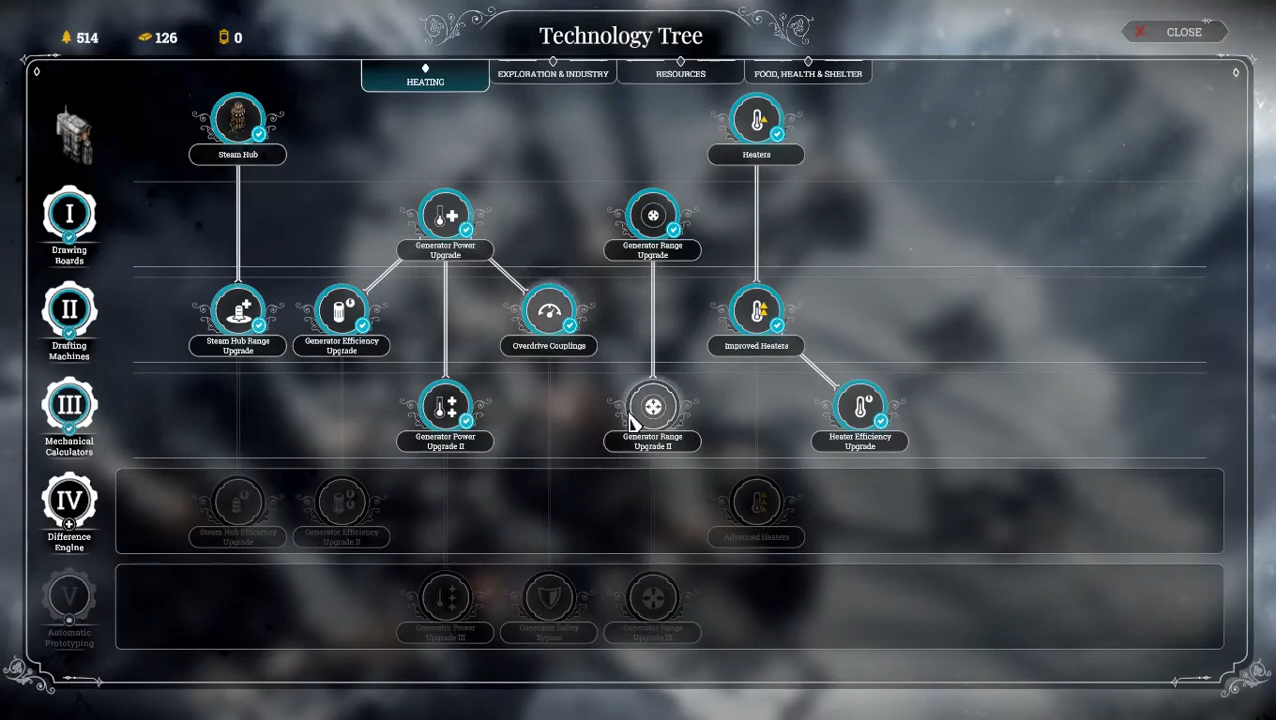 514 126 0
Technology Tree
CLOSE
HEATING
EXPLORATION & INDUSTRY
RESOURCES
FOOD, HEALTH & SHELTER
Steam Hub
Heaters
I
Drawing
Boards
Generator Power
Upgrade
Generator Range
Upgrade
II
Drafting
Machines
Steam Hub Range
Upgrade
Generator Efficiency
Upgrade
Overdrive Couplings
Improved Heaters
III
Mechanical
Calculators
Generator Power
Upgrade II
Generator Range
Upgrade II
Heater Efficiency
Upgrade
IV
Difference
Engine
Steam Hub Efficiency
Upgrade
Generator Efficiency
Upgrade II
Advanced Heaters
V
Automatic
Prototyping
Generator Power
Upgrade III
Generator Safety
Bypass
Generator Range
Upgrade III